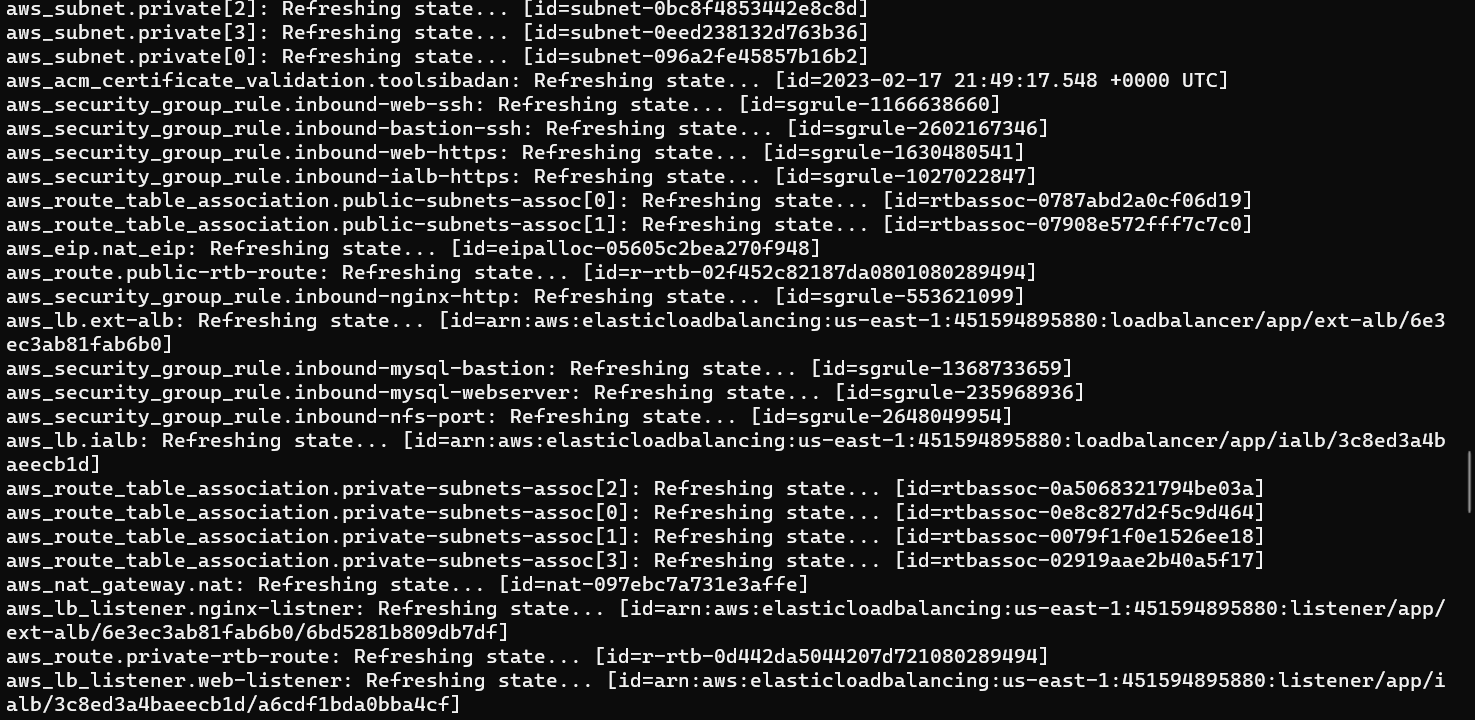 aws_subnet.private[2]: Refreshing state... [id=subnet-0bc8f4853442e8c8d]
aws_subnet.private[3]: Refreshing state... [id=subnet-0eed238132d763b36]
aws_subnet.private[0]: Refreshing state... [id=subnet-096a2fe45857b16b2]
aws_acm_certificate_validation.toolsibadan: Refreshing state... [id=2023-02-17 21:49:17.548 +0000 UTC]
aws_security_group_rule.inbound-web-ssh: Refreshing state... [id=sgrule-1166638660]
aws_security_group_rule.inbound-bastion-ssh: Refreshing state... [id=sgrule-2602167346]
aws_security_group_rule.inbound-web-https: Refreshing state... [id=sgrule-1630480541]
aws_security_group_rule.inbound-ialb-https: Refreshing state... [id=sgrule-1027022847]
aws_route_table_association.public-subnets-assoc[0]: Refreshing state... [id=rtbassoc-0787abd2a0cf06d19]
aws_route_table_association.public-subnets-assoc[1]: Refreshing state... [id=rtbassoc-07908e572fff7c7c0]
aws_eip.nat_eip: Refreshing state... [id=eipalloc-05605c2bea270f948]
aws_route.public-rtb-route: Refreshing state... [id=r-rtb-02f452c82187da0801080289494]
aws_security_group_rule.inbound-nginx-http: Refreshing state... [id=sgrule-553621099]
aws_lb.ext-alb: Refreshing state... [id=arn:aws:elasticloadbalancing:us-east-1:451594895880:loadbalancer/app/ext-alb/6e3
ec3ab81fab6b0]
aws_security_group_rule.inbound-mysql-bastion: Refreshing state... [id=sgrule-1368733659]
aws_security_group_rule.inbound-mysql-webserver: Refreshing state... [id=sgrule-235968936]
aws_security_group_rule.inbound-nfs-port: Refreshing state... [id=sgrule-2648049954]
aws_lb.ialb: Refreshing state... [id=arn:aws:elasticloadbalancing:us-east-1:451594895880:loadbalancer/app/ialb/3c8ed3a4b
aeecb1d]
aws_route_table_association.private-subnets-assoc[2]: Refreshing state... [id=rtbassoc-0a5068321794be03a]
aws_route_table_association.private-subnets-assoc[0]: Refreshing state... [id=rtbassoc-0e8c827d2f5c9d464]
aws_route_table_association.private-subnets-assoc[1]: Refreshing state... [id=rtbassoc-0079f1f0e1526ee18]
aws_route_table_association.private-subnets-assoc[3]: Refreshing state... [id=rtbassoc-02919aae2b40a5f17]
aws_nat_gateway.nat: Refreshing state... [id=nat-097ebc7a731e3affe]
aws_lb_listener.nginx-listner: Refreshing state... [id=arn:aws:elasticloadbalancing:us-east-1:451594895880:listener/app/
ext-alb/6e3ec3ab81fab6b0/6bd5281b809db7df]
aws_route.private-rtb-route: Refreshing state... [id=r-rtb-0d442da5044207d721080289494]
aws_lb_listener.web-listener: Refreshing state... [id=arn:aws:elasticloadbalancing:us-east-1:451594895880:listener/app/i
alb/3c8ed3a4baeecb1d/a6cdf1bda0bba4cf]